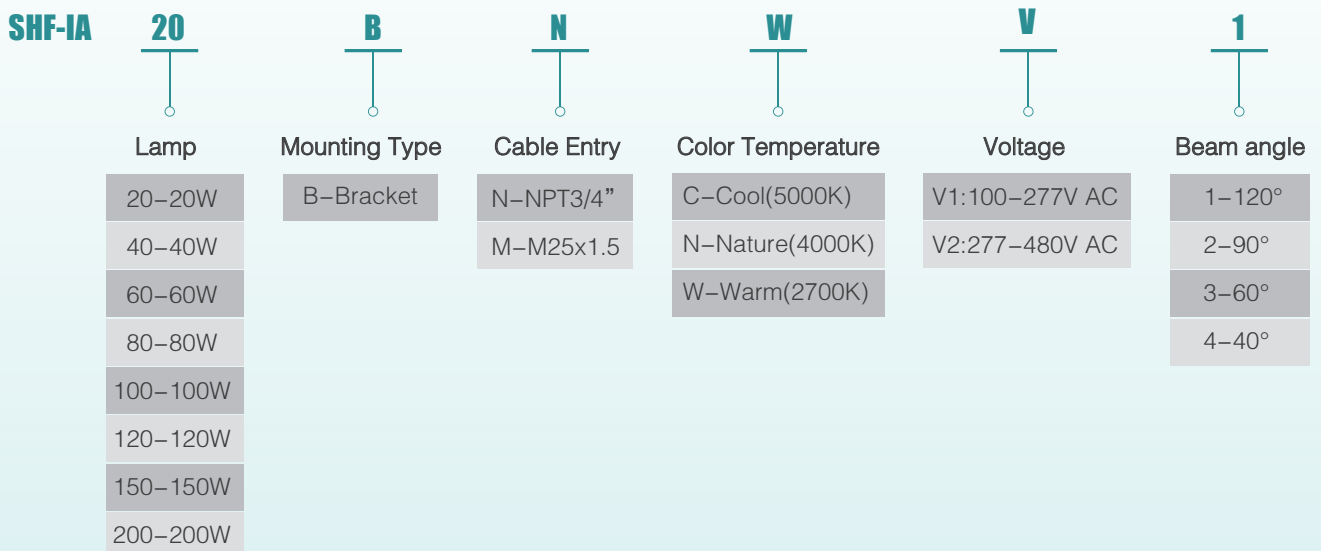 SHF-IA 20 B N W V 1
Lamp Mounting Type Cable Entry Color Temperature Voltage Beam angle
20–20W B–Bracket N–NPT3/4” C–Cool(5000K) V1:100–277V AC 1–120°
40–40W M–M25x1.5 N–Nature(4000K) V2:277–480V AC 2–90°
60–60W W–Warm(2700K) 3–60°
80–80W 4–40°
100–100W
120–120W
150–150W
200–200W